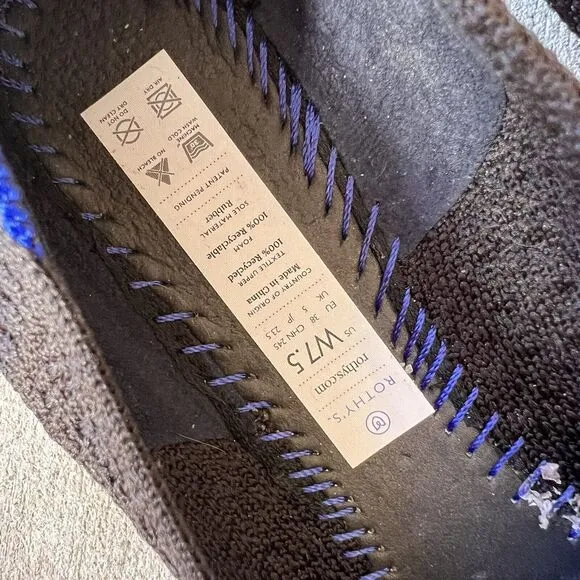 ROTHY'S.
rothys.com
US W7.5
EU 38 CHN 245
UK 5 JP 23.5
COUNTRY OF ORIGIN
Made in China
TEXTILE UPPER
100% Recycled
FOAM
100% Recyclable
SOLE MATERIAL
Rubber
PATENT PENDING
NO BLEACH
MACHINE
WASH COLD
30
DO NOT
DRY CLEAN
AIR DRY